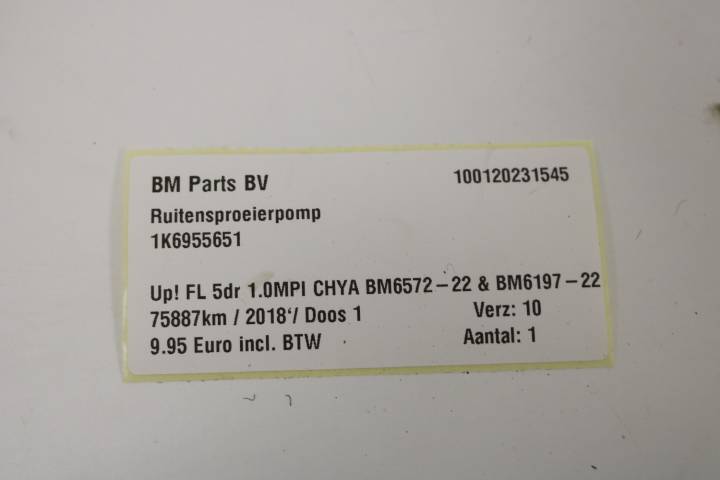 BM Parts BV 100120231545
Ruitensproeierpomp
1K6955651
Up! FL 5dr 1.0MPI CHYA BM6572-22 & BM6197-22
75887km / 2018'/ Doos 1 Verz: 10
9.95 Euro incl. BTW Aantal: 1